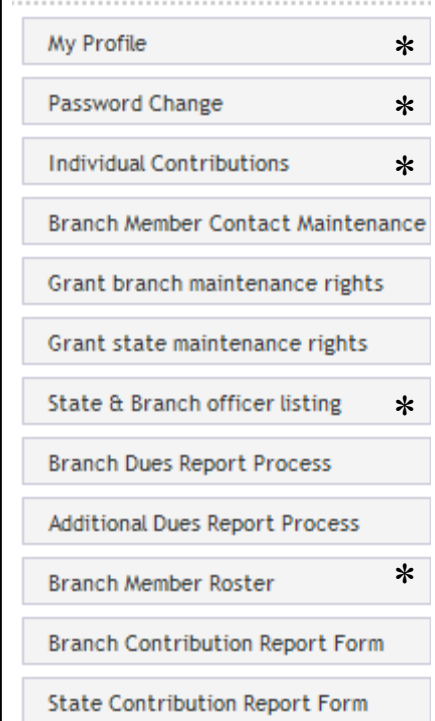 My Profile *
Password Change *
Individual Contributions *
Branch Member Contact Maintenance
Grant branch maintenance rights
Grant state maintenance rights
State & Branch officer listing *
Branch Dues Report Process
Additional Dues Report Process
Branch Member Roster *
Branch Contribution Report Form
State Contribution Report Form